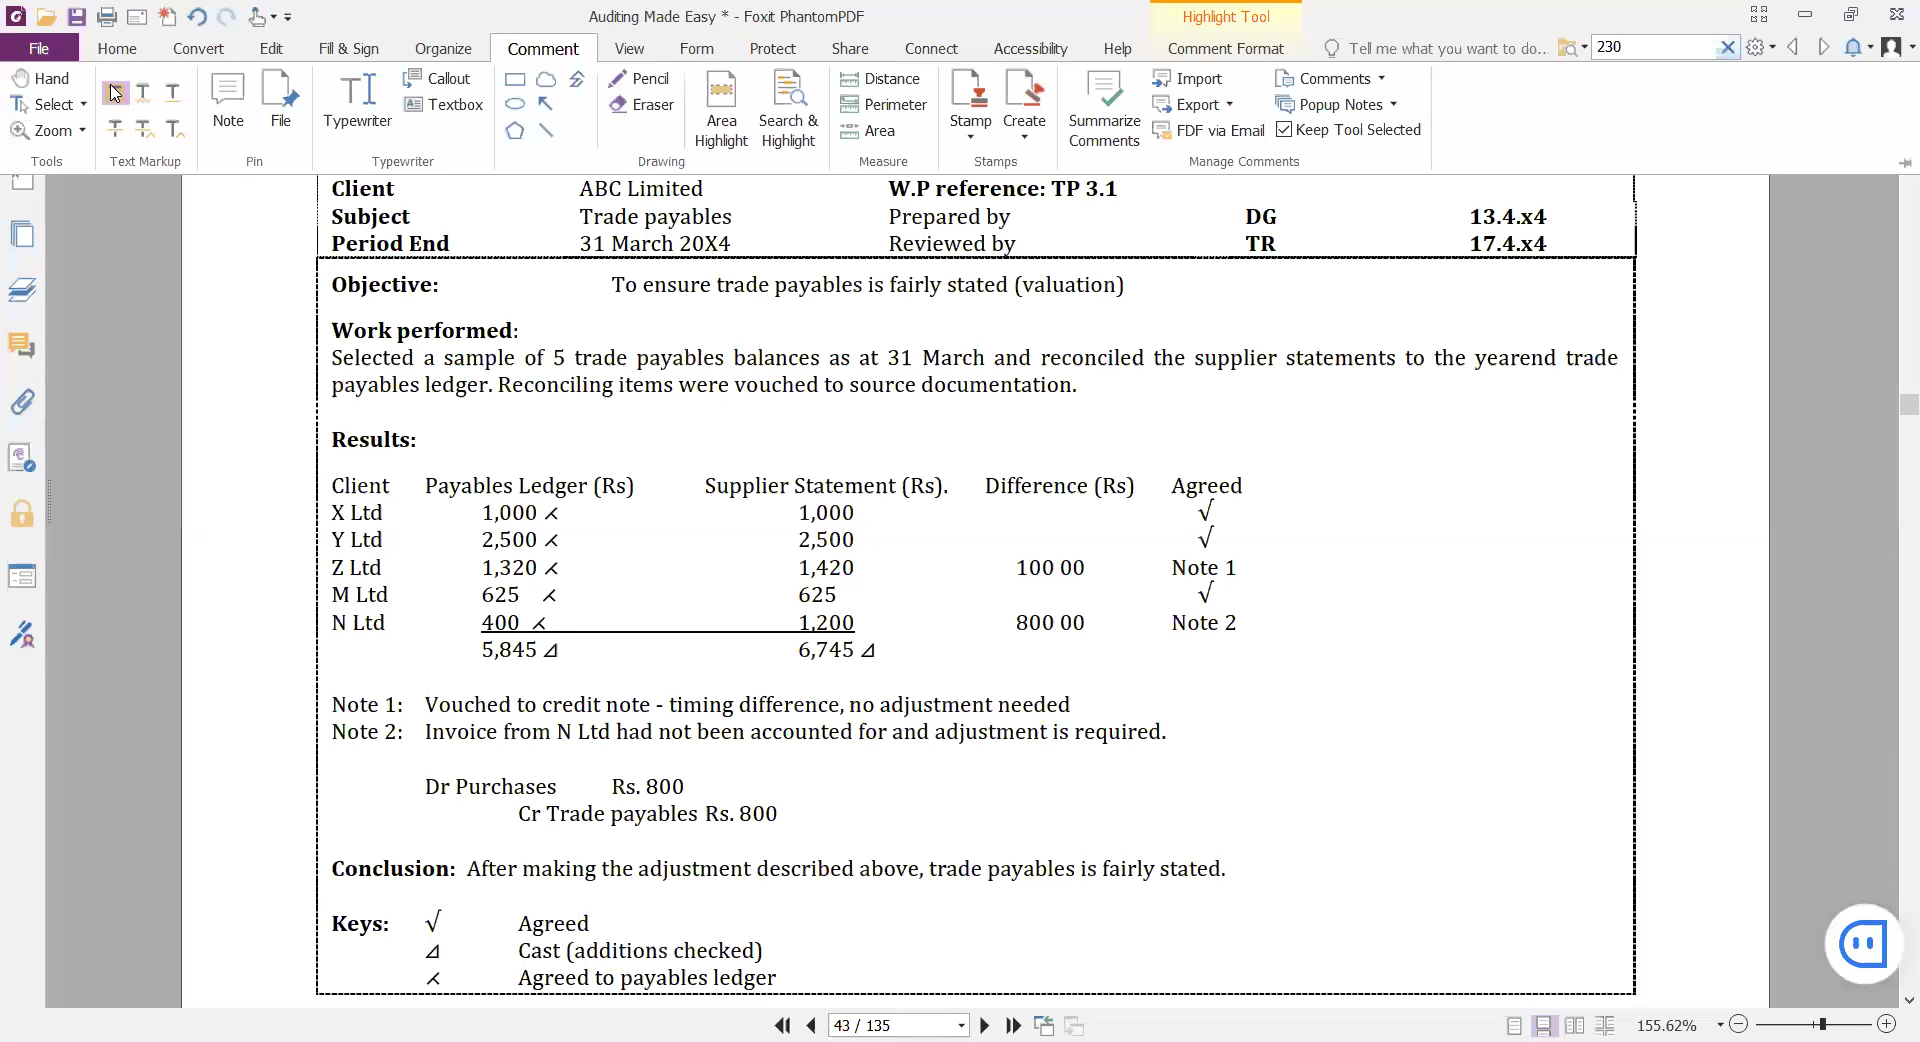 Auditing Made Easy * - Foxit PhantomPDF
Highlight Tool
File Home Convert Edit Fill & Sign Organize Comment View Form Protect Share Connect Accessibility Help Comment Format Tell me what you want to do... 230
Hand
Select
Zoom
Tools
Text Markup
Note
File
Pin
Typewriter
Callout
Textbox
Typewriter
Pencil
Eraser
Area Highlight
Search & Highlight
Drawing
Distance
Perimeter
Area
Measure
Stamp
Create
Stamps
Summarize Comments
Import
Export
FDF via Email
Comments
Popup Notes
Keep Tool Selected
Manage Comments
Client ABC Limited W.P reference: TP 3.1
Subject Trade payables Prepared by DG 13.4.x4
Period End 31 March 20X4 Reviewed by TR 17.4.x4
Objective: To ensure trade payables is fairly stated (valuation)
Work performed:
Selected a sample of 5 trade payables balances as at 31 March and reconciled the supplier statements to the yearend trade
payables ledger. Reconciling items were vouched to source documentation.
Results:
Client Payables Ledger (Rs) Supplier Statement (Rs). Difference (Rs) Agreed
X Ltd 1,000 ⁁ 1,000 √
Y Ltd 2,500 ⁁ 2,500 √
Z Ltd 1,320 ⁁ 1,420 100 00 Note 1
M Ltd 625 ⁁ 625 √
N Ltd 400 ⁁ 1,200 800 00 Note 2
5,845 ⊿ 6,745 ⊿
Note 1: Vouched to credit note - timing difference, no adjustment needed
Note 2: Invoice from N Ltd had not been accounted for and adjustment is required.
Dr Purchases Rs. 800
Cr Trade payables Rs. 800
Conclusion: After making the adjustment described above, trade payables is fairly stated.
Keys: √ Agreed
⊿ Cast (additions checked)
⁁ Agreed to payables ledger
43 / 135
155.62%